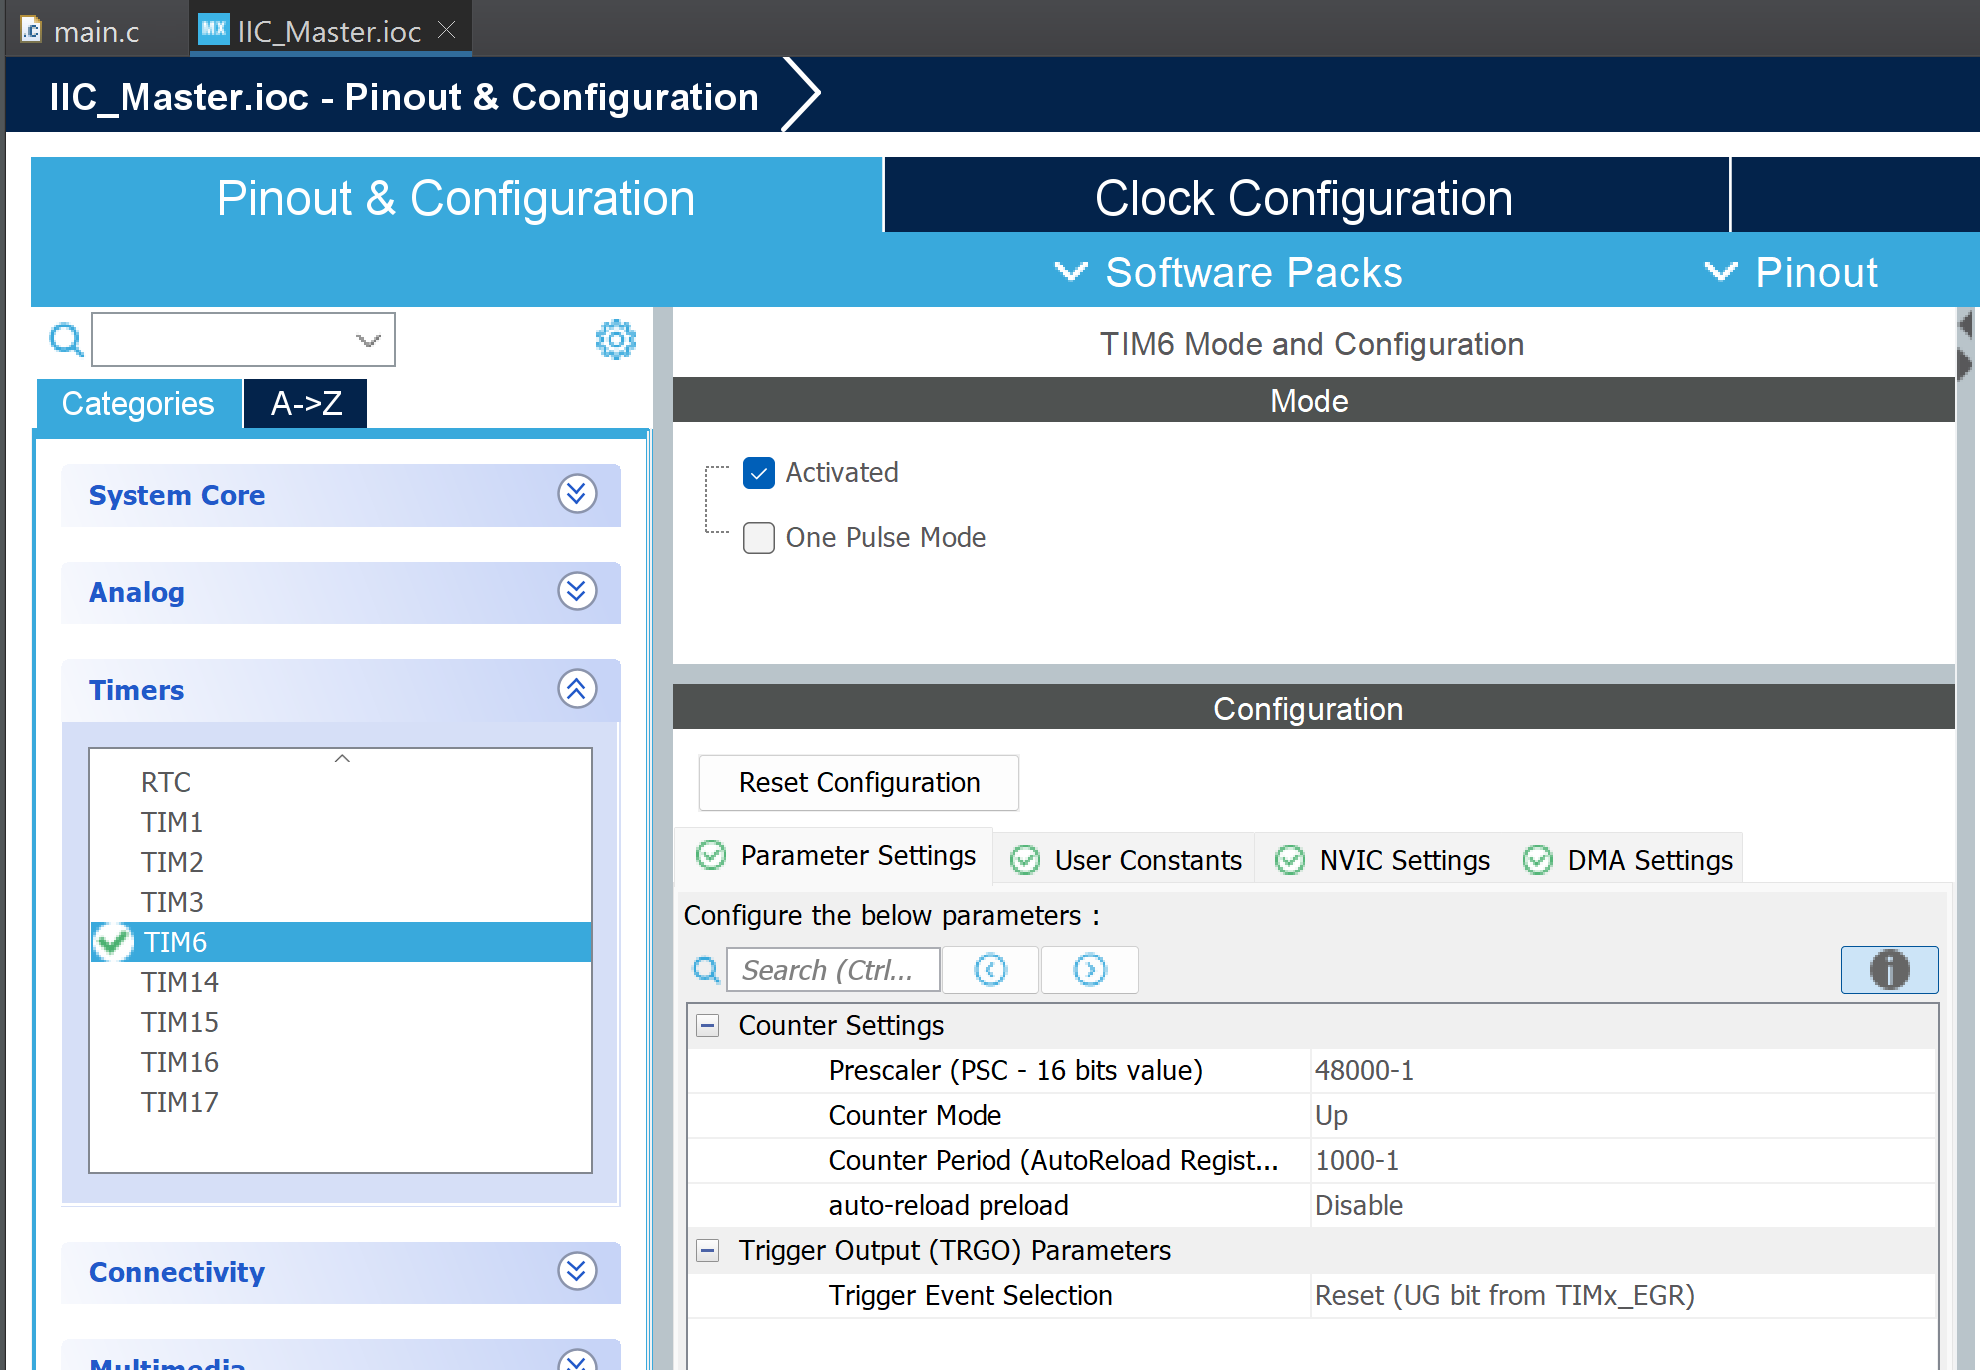 main.c
MX IIC_Master.ioc
IIC_Master.ioc - Pinout & Configuration
Pinout & Configuration
Clock Configuration
Software Packs
Pinout
Categories
A->Z
System Core
Analog
Timers
RTC
TIM1
TIM2
TIM3
TIM6
TIM14
TIM15
TIM16
TIM17
Connectivity
Multimedia
TIM6 Mode and Configuration
Mode
Activated
One Pulse Mode
Configuration
Reset Configuration
Parameter Settings
User Constants
NVIC Settings
DMA Settings
Configure the below parameters :
Search (Ctrl...
Counter Settings
Prescaler (PSC - 16 bits value) 48000-1
Counter Mode Up
Counter Period (AutoReload Regist... 1000-1
auto-reload preload Disable
Trigger Output (TRGO) Parameters
Trigger Event Selection Reset (UG bit from TIMx_EGR)